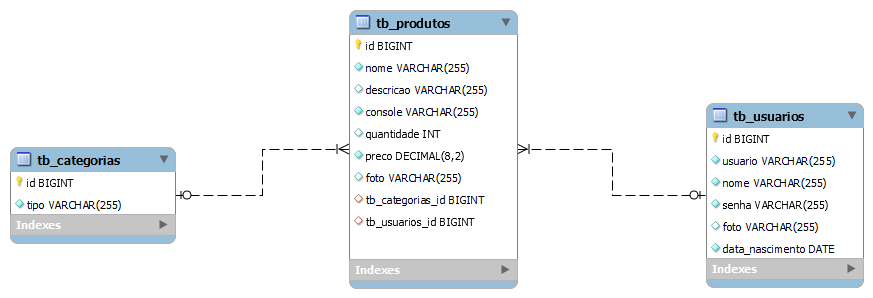 tb_categorias
id BIGINT
tipo VARCHAR(255)
Indexes
tb_produtos
id BIGINT
nome VARCHAR(255)
descricao VARCHAR(255)
console VARCHAR(255)
quantidade INT
preco DECIMAL(8,2)
foto VARCHAR(255)
tb_categorias_id BIGINT
tb_usuarios_id BIGINT
Indexes
tb_usuarios
id BIGINT
usuario VARCHAR(255)
nome VARCHAR(255)
senha VARCHAR(255)
foto VARCHAR(255)
data_nascimento DATE
Indexes